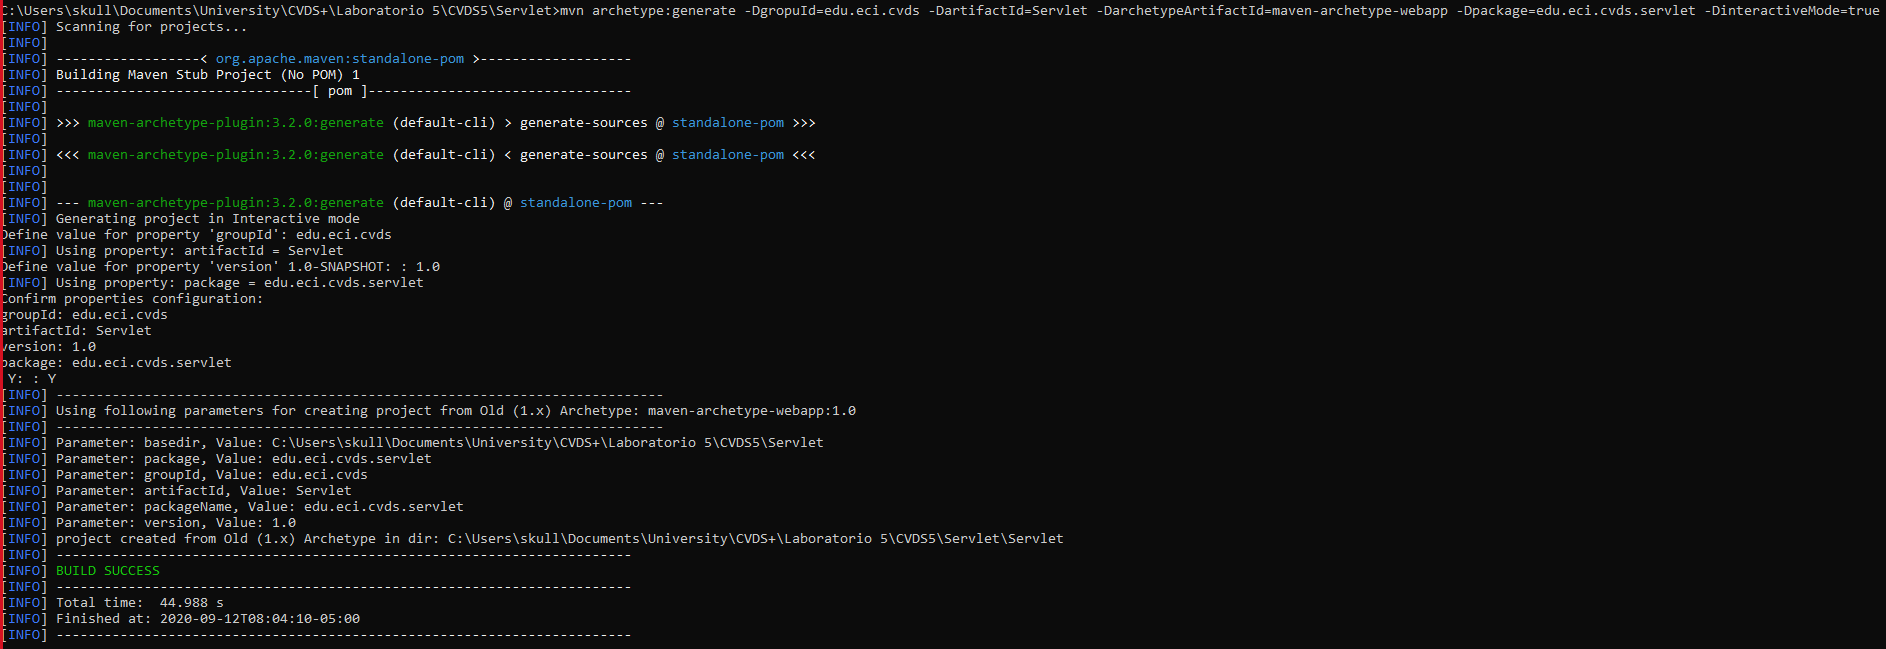 C:\Users\skull\Documents\University\CVDS+\Laboratorio 5\CVDS5\Servlet>mvn archetype:generate -DgropuId=edu.eci.cvds -DartifactId=Servlet -DarchetypeArtifactId=maven-archetype-webapp -Dpackage=edu.eci.cvds.servlet -DinteractiveMode=true
[INFO] Scanning for projects...
[INFO]
[INFO] ------------------< org.apache.maven:standalone-pom >-------------------
[INFO] Building Maven Stub Project (No POM) 1
[INFO] --------------------------------[ pom ]---------------------------------
[INFO]
[INFO] >>> maven-archetype-plugin:3.2.0:generate (default-cli) > generate-sources @ standalone-pom >>>
[INFO]
[INFO] <<< maven-archetype-plugin:3.2.0:generate (default-cli) < generate-sources @ standalone-pom <<<
[INFO]
[INFO]
[INFO] --- maven-archetype-plugin:3.2.0:generate (default-cli) @ standalone-pom ---
[INFO] Generating project in Interactive mode
Define value for property 'groupId': edu.eci.cvds
[INFO] Using property: artifactId = Servlet
Define value for property 'version' 1.0-SNAPSHOT: : 1.0
[INFO] Using property: package = edu.eci.cvds.servlet
Confirm properties configuration:
groupId: edu.eci.cvds
artifactId: Servlet
version: 1.0
package: edu.eci.cvds.servlet
 Y: : Y
[INFO] ----------------------------------------------------------------------------
[INFO] Using following parameters for creating project from Old (1.x) Archetype: maven-archetype-webapp:1.0
[INFO] ----------------------------------------------------------------------------
[INFO] Parameter: basedir, Value: C:\Users\skull\Documents\University\CVDS+\Laboratorio 5\CVDS5\Servlet
[INFO] Parameter: package, Value: edu.eci.cvds.servlet
[INFO] Parameter: groupId, Value: edu.eci.cvds
[INFO] Parameter: artifactId, Value: Servlet
[INFO] Parameter: packageName, Value: edu.eci.cvds.servlet
[INFO] Parameter: version, Value: 1.0
[INFO] project created from Old (1.x) Archetype in dir: C:\Users\skull\Documents\University\CVDS+\Laboratorio 5\CVDS5\Servlet\Servlet
[INFO] ------------------------------------------------------------------------
[INFO] BUILD SUCCESS
[INFO] ------------------------------------------------------------------------
[INFO] Total time:  44.988 s
[INFO] Finished at: 2020-09-12T08:04:10-05:00
[INFO] ------------------------------------------------------------------------